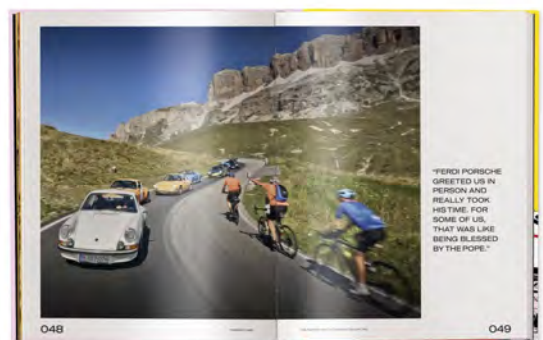 "FERDI PORSCHE
GREETED US IN
PERSON AND
REALLY TOOK
HIS TIME. FOR
SOME OF US,
THAT WAS LIKE
BEING BLESSED
BY THE POPE."
048
049